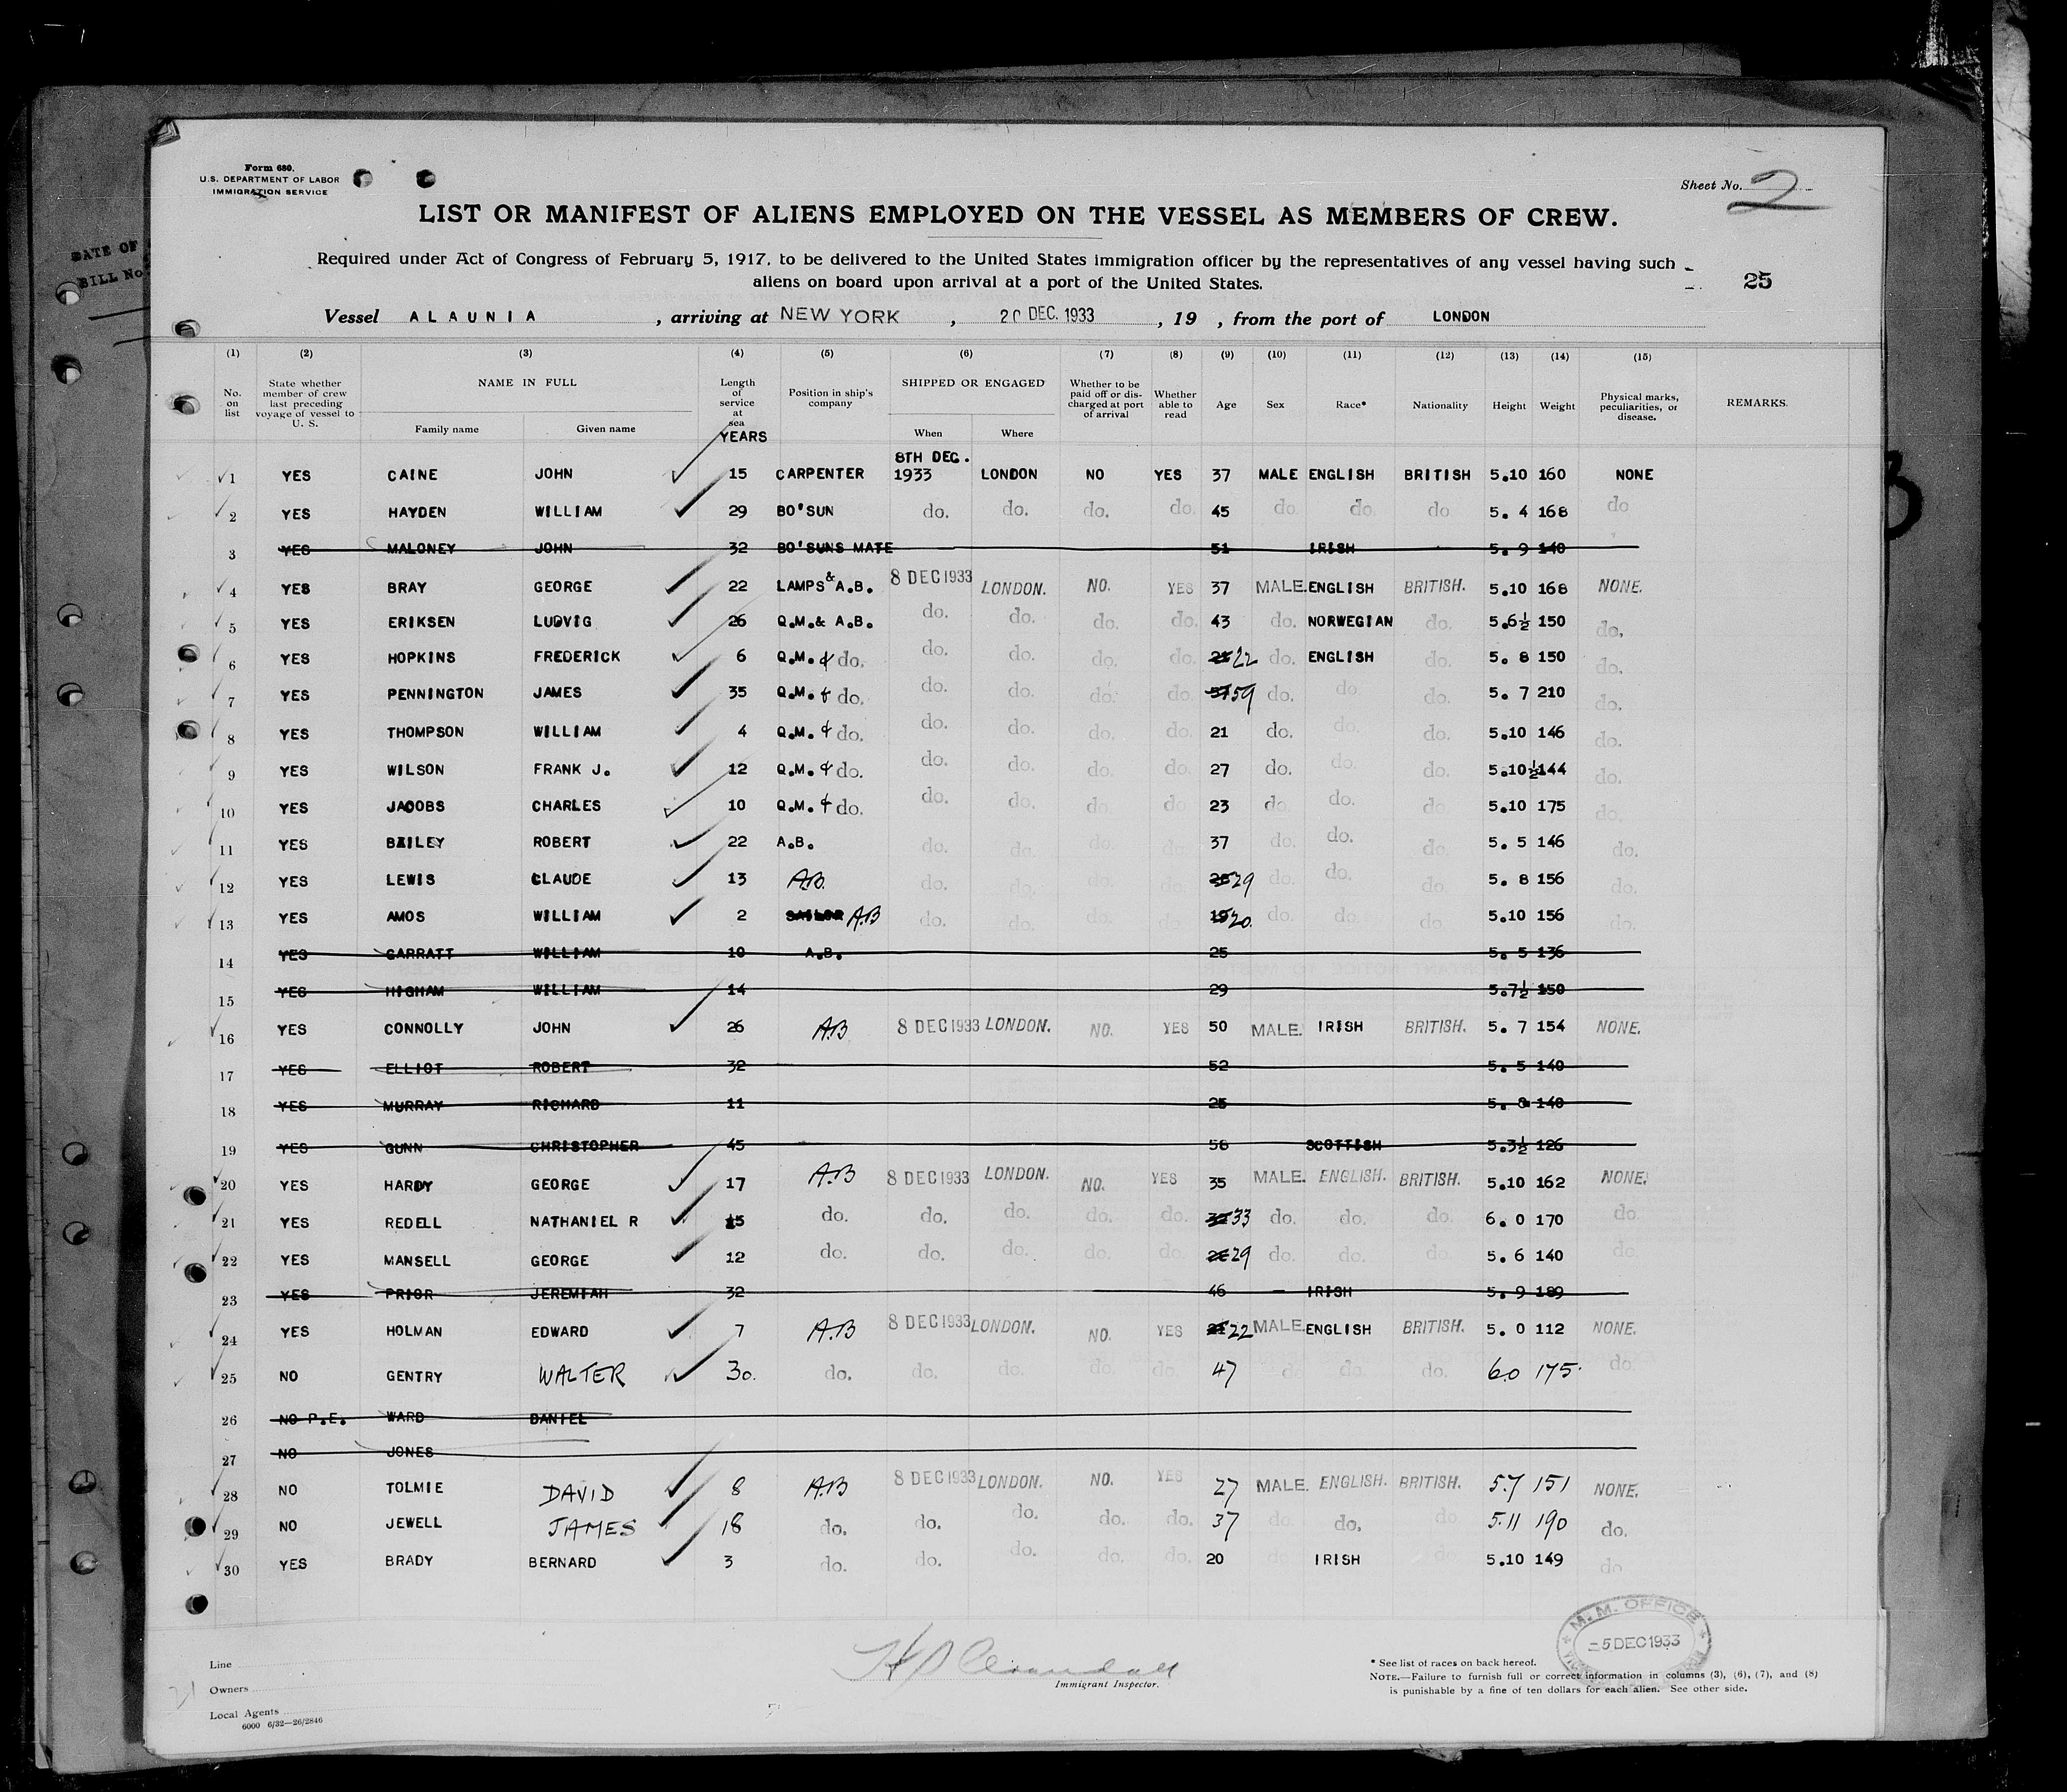 DATE OF
BILL No
Form 680.
U.S. DEPARTMENT OF LABOR
IMMIGRATION SERVICE
Sheet No. 2
LIST OR MANIFEST OF ALIENS EMPLOYED ON THE VESSEL AS MEMBERS OF CREW.
Required under Act of Congress of February 5, 1917, to be delivered to the United States immigration officer by the representatives of any vessel having such
aliens on board upon arrival at a port of the United States.
25
Vessel ALAUNIA , arriving at NEW YORK , 20 DEC. 1933 , 19 , from the port of LONDON
(1) (2) (3) (4) (5) (6) (7) (8) (9) (10) (11) (12) (13) (14) (15)
No. on list State whether member of crew last preceding voyage of vessel to U. S. NAME IN FULL Family name Given name Length of service at sea YEARS Position in ship's company SHIPPED OR ENGAGED When Where Whether to be paid off or discharged at port of arrival Whether able to read Age Sex Race* Nationality Height Weight Physical marks, peculiarities, or disease. REMARKS.
1 YES CAINE JOHN 15 CARPENTER 8TH DEC. 1933 LONDON NO YES 37 MALE ENGLISH BRITISH 5.10 160 NONE
2 YES HAYDEN WILLIAM 29 BO'SUN do. do. do. do. 45 do. do. do. 5. 4 168 do
3 YES MALONEY JOHN 32 BO'SUNS MATE 51 IRISH 5. 9 140
4 YES BRAY GEORGE 22 LAMPS & A.B. 8 DEC 1933 LONDON. NO. YES 37 MALE. ENGLISH BRITISH. 5.10 168 NONE.
5 YES ERIKSEN LUDVIG 26 Q.M.& A.B. do. do. do. do. 43 do. NORWEGIAN do. 5.6½ 150 do.
6 YES HOPKINS FREDERICK 6 Q.M. & do. do. do. do. do. 22 do. ENGLISH do. 5. 8 150 do.
7 YES PENNINGTON JAMES 35 Q.M. & do. do. do. do. do. 59 do. do. do. 5. 7 210 do.
8 YES THOMPSON WILLIAM 4 Q.M. & do. do. do. do. do. 21 do. do. do. 5.10 146 do.
9 YES WILSON FRANK J. 12 Q.M. & do. do. do. do. do. 27 do. do. do. 5.10½ 144 do.
10 YES JACOBS CHARLES 10 Q.M. & do. do. do. do. do. 23 do. do. do. 5.10 175 do.
11 YES BAILEY ROBERT 22 A.B. do. do. do. do. 37 do. do. do. 5. 5 146 do.
12 YES LEWIS CLAUDE 13 A.B. do. do. do. do. 29 do. do. do. 5. 8 156 do.
13 YES AMOS WILLIAM 2 SAILOR A.B do. do. do. do. 19 20. do. do. do. 5.10 156 do.
14 YES GARRATT WILLIAM 10 A.B. 25 5. 5 136
15 YES HIGHAM WILLIAM 14 29 5.7½ 150
16 YES CONNOLLY JOHN 26 A.B 8 DEC 1933 LONDON. NO. YES 50 MALE. IRISH BRITISH. 5. 7 154 NONE.
17 YES ELLIOT ROBERT 32 52 5. 5 140
18 YES MURRAY RICHARD 11 25 5. 8 140
19 YES GUNN CHRISTOPHER 45 56 SCOTTISH 5.3½ 126
20 YES HARDY GEORGE 17 A.B 8 DEC 1933 LONDON. NO. YES 35 MALE. ENGLISH. BRITISH. 5.10 162 NONE.
21 YES REDELL NATHANIEL R 15 do. do. do. do. do. 33 do. do. do. 6. 0 170 do
22 YES MANSELL GEORGE 12 do. do. do. do. do. 29 do. do. do. 5. 6 140 do
23 YES PRIOR JEREMIAH 32 46 IRISH 5. 9 189
24 YES HOLMAN EDWARD 7 A.B 8 DEC 1933 LONDON. NO. YES 22 MALE. ENGLISH BRITISH. 5. 0 112 NONE.
25 NO GENTRY WALTER 30. do. do. do. do. do. 47 do do. do. 6.0 175. do.
26 NO P.E. WARD DANIEL
27 NO JONES
28 NO TOLMIE DAVID 8 A.B 8 DEC 1933 LONDON. NO. YES 27 MALE. ENGLISH. BRITISH. 5.7 151 NONE.
29 NO JEWELL JAMES 18 do. do. do. do. do. 37 do do. do 5.11 190 do.
30 YES BRADY BERNARD 3 do. do. do. do. do. 20 do IRISH do 5.10 149 do
M. M. OFFICE
5 DEC 1933
Line
Owners
Local Agents
6000 6/32—26/2846
Immigrant Inspector.
* See list of races on back hereof.
NOTE.—Failure to furnish full or correct information in columns (3), (6), (7), and (8)
is punishable by a fine of ten dollars for each alien. See other side.